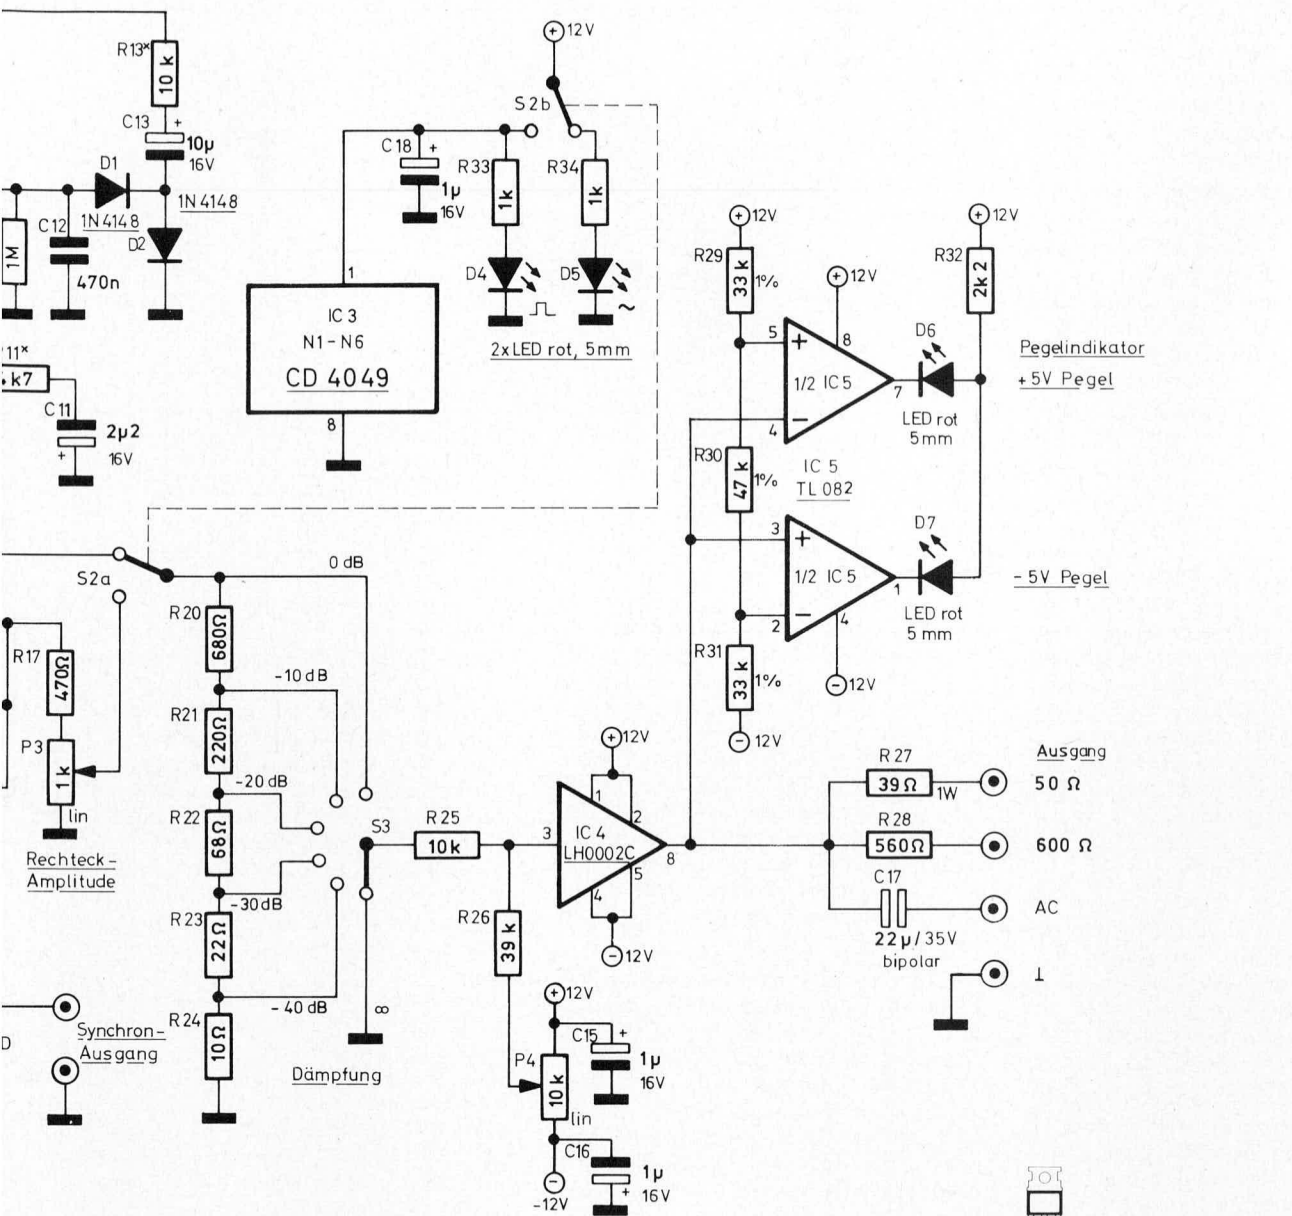 + 12V
R13*
10 k
C13
+
10µ
16V
S2b
C18
+
1µ
16V
R33
1k
R34
1k
D1
1N4148
1N4148
C12
470n
D2
1M
+ 12V
+ 12V
R29
33 k
1%
R32
2k2
D4
D5
~
2xLED rot, 5mm
1
IC 3
N1-N6
CD 4049
8
+ 12V
5
+
8
1/2 IC5
7
−
4
D6
LED rot
5mm
Pegelindikator
+5V Pegel
11*
k7
C11
2µ2
16V
+
R30
47 k
1%
IC 5
TL 082
D7
3
+
1/2 IC5
1
−
2
4
LED rot
5 mm
-5V Pegel
S2a
0 dB
R20
680Ω
R17
470Ω
-10 dB
R31
33 k
1%
− 12V
− 12V
R21
220Ω
P3
1 k
lin
-20 dB
R22
68Ω
S3
R25
10k
+ 12V
1
2
3
IC 4
LH0002C
8
5
4
− 12V
R27
39Ω
1W
Ausgang
50 Ω
R28
560Ω
600 Ω
C17
22µ/35V
bipolar
AC
⊥
Rechteck-
Amplitude
-30dB
R23
22Ω
R26
39 k
-40 dB
∞
R24
10Ω
Synchron-
Ausgang
D
Dämpfung
+ 12V
C15
+
1µ
16V
P4
10 k
lin
C16
1µ
+
16V
−
-12V